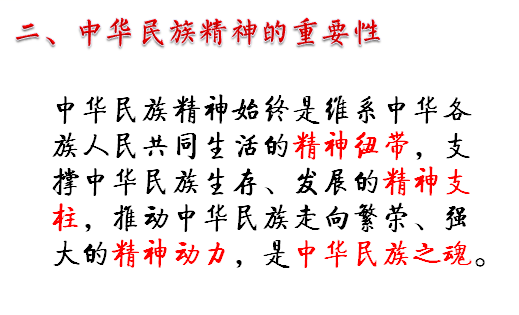 二、中华民族精神的重要性
中华民族精神始终是维系中华各
族人民共同生活的精神纽带，支
撑中华民族生存、发展的精神支
柱，推动中华民族走向繁荣、强
大的精神动力，是中华民族之魂。